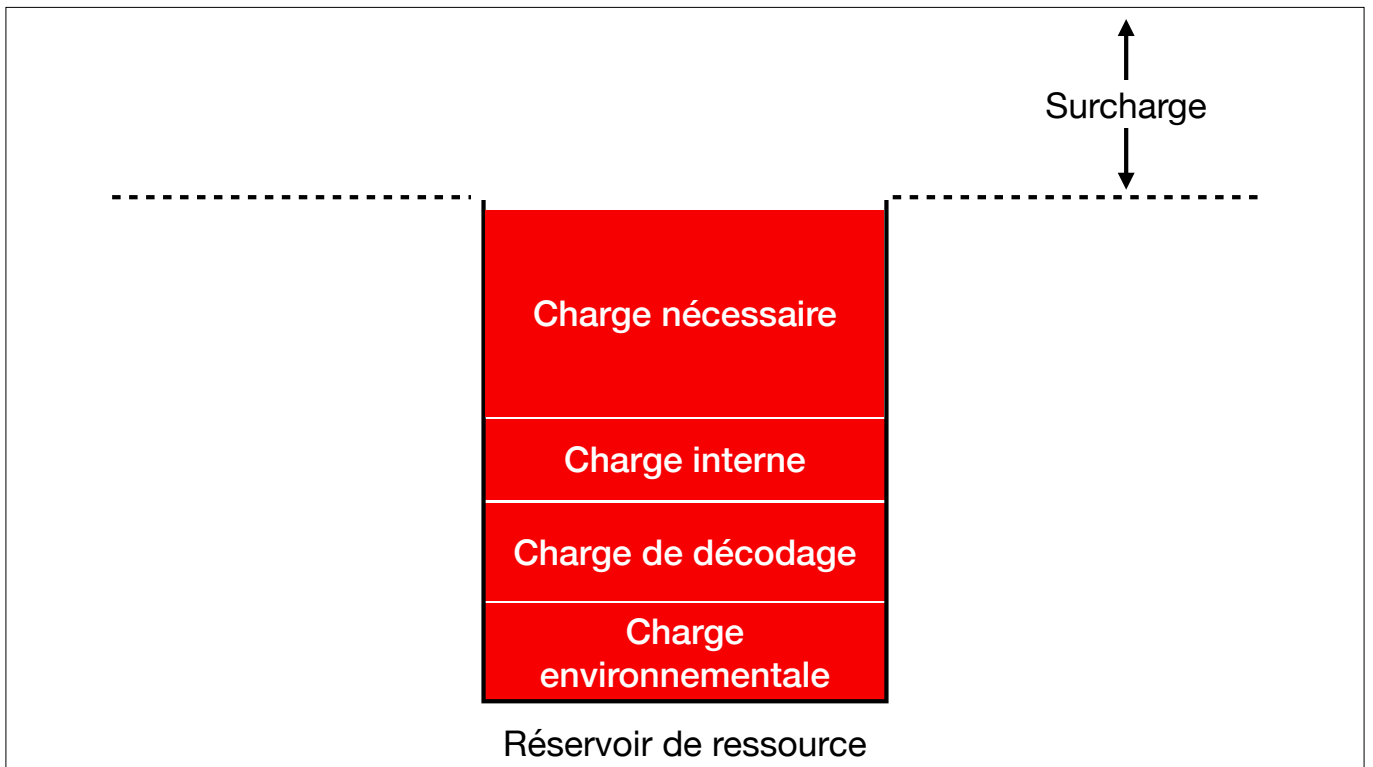 Surcharge
Charge nécessaire
Charge interne
Charge de décodage
Charge
environnementale
Réservoir de ressource